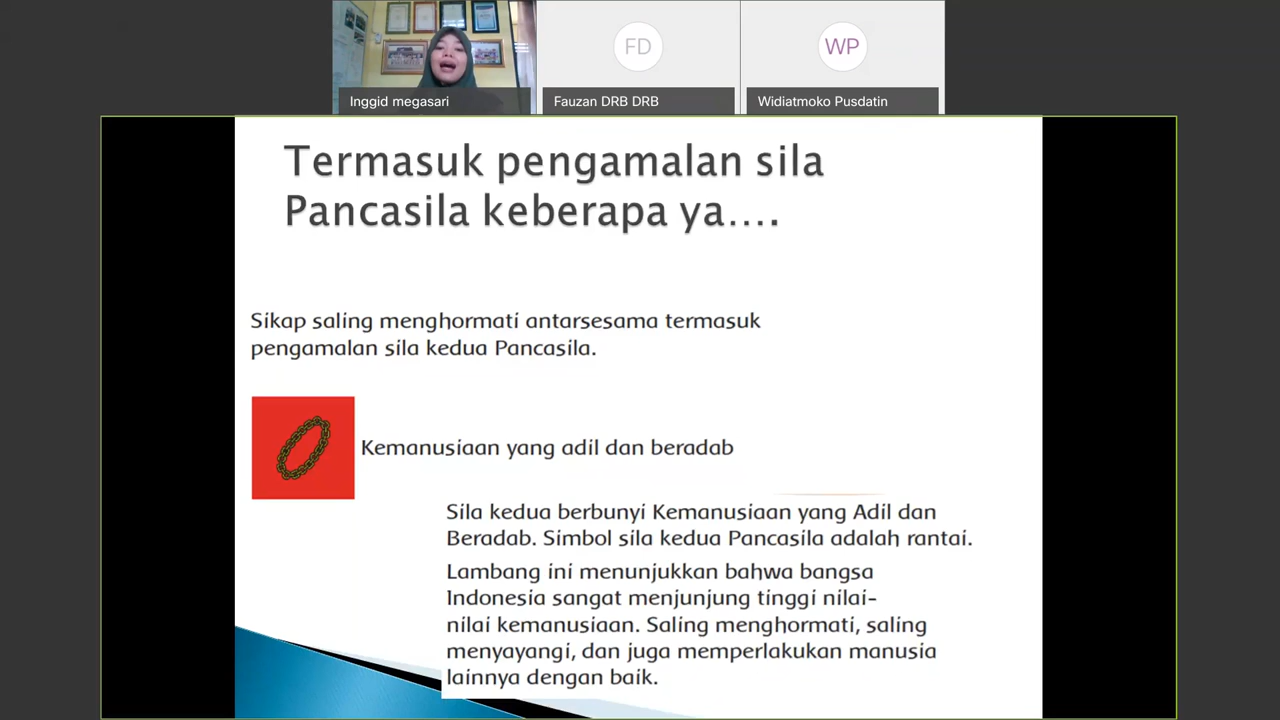 Inggid megasari
FD
Fauzan DRB DRB
WP
Widiatmoko Pusdatin
Termasuk pengamalan sila
Pancasila keberapa ya....
Sikap saling menghormati antarsesama termasuk
pengamalan sila kedua Pancasila.
Kemanusiaan yang adil dan beradab
Sila kedua berbunyi Kemanusiaan yang Adil dan
Beradab. Simbol sila kedua Pancasila adalah rantai.
Lambang ini menunjukkan bahwa bangsa
Indonesia sangat menjunjung tinggi nilai-
nilai kemanusiaan. Saling menghormati, saling
menyayangi, dan juga memperlakukan manusia
lainnya dengan baik.